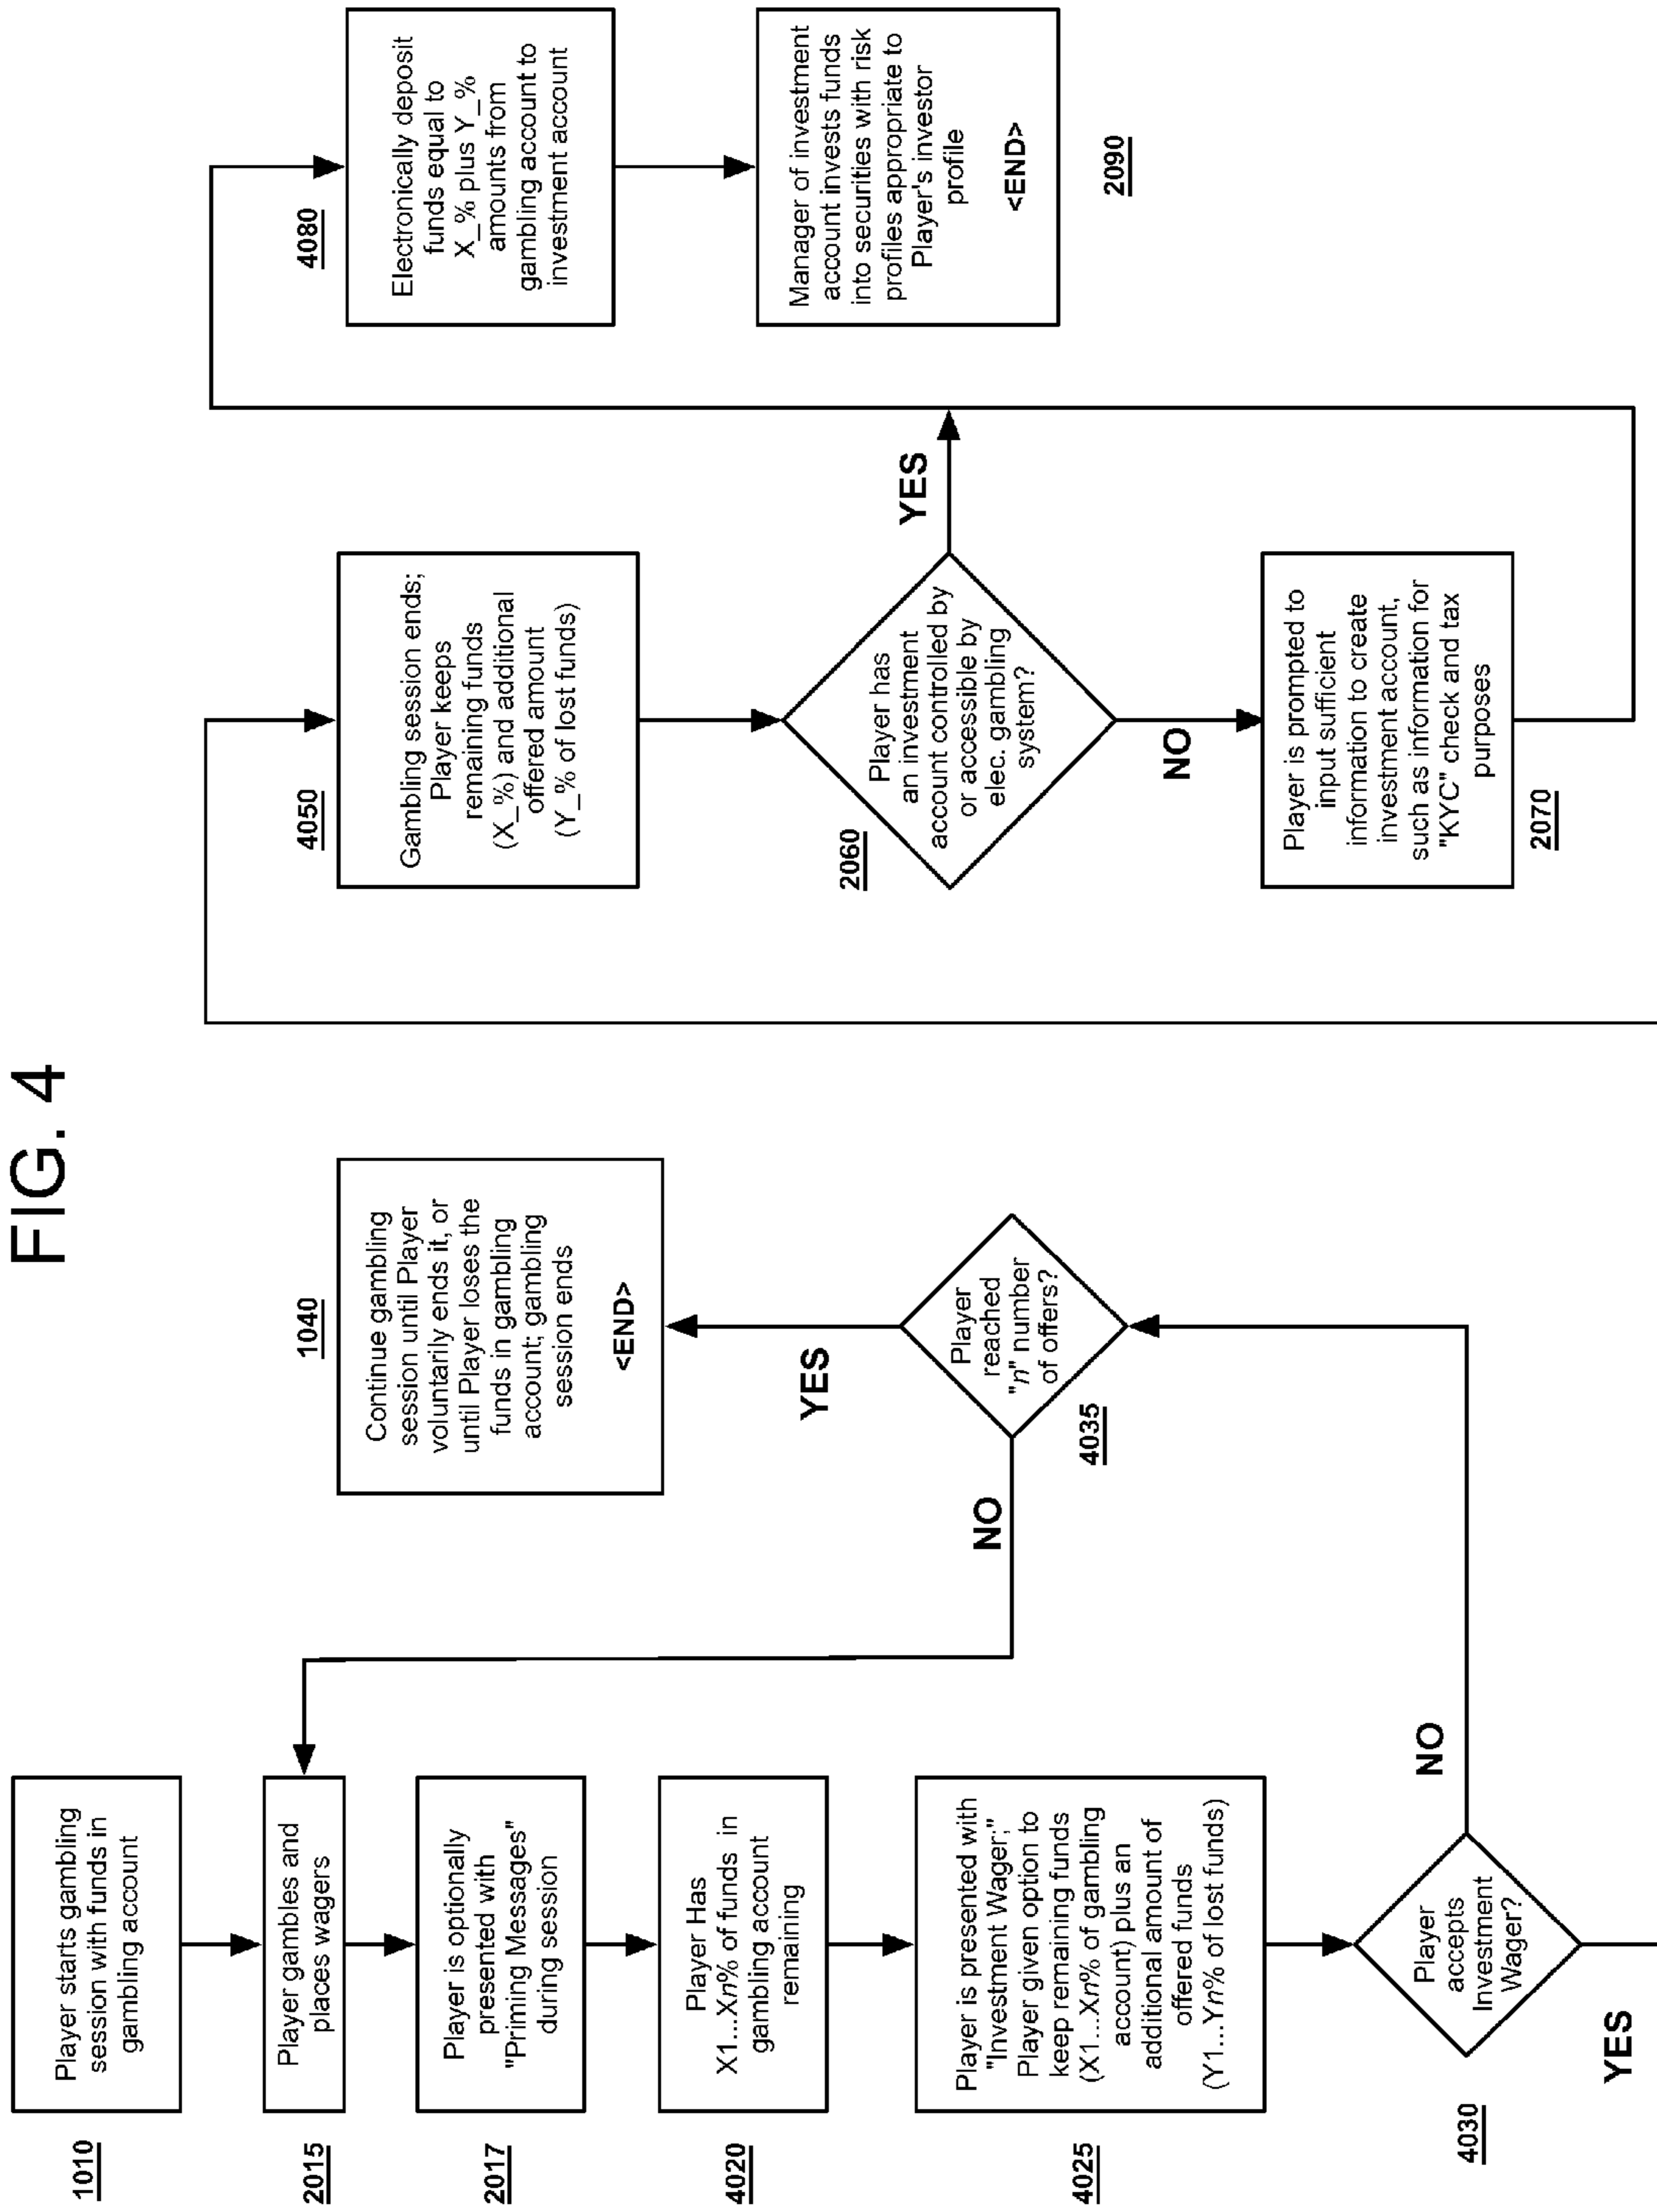 FIG. 4
1010
Player starts gambling
session with funds in
gambling account
2015
Player gambles and
places wagers
2017
Player is optionally
presented with
"Priming Messages"
during session
4020
Player Has
X1...Xn% of funds in
gambling account
remaining
4025
Player is presented with
"Investment Wager;"
Player given option to
keep remaining funds
(X1...Xn% of gambling
account) plus an
additional amount of
offered funds
(Y1...Yn% of lost funds)
4030
Player
accepts
Investment
Wager?
NO
YES
4035
Player
reached
"n" number
of offers?
NO
YES
1040
Continue gambling
session until Player
voluntarily ends it, or
until Player loses the
funds in gambling
account; gambling
session ends
<END>
4050
Gambling session ends;
Player keeps
remaining funds
(X_%) and additional
offered amount
(Y_% of lost funds)
2060
Player has
an investment
account controlled by
or accessible by
elec. gambling
system?
YES
NO
2070
Player is prompted to
input sufficient
information to create
investment account,
such as information for
"KYC" check and tax
purposes
4080
Electronically deposit
funds equal to
X_% plus Y_%
amounts from
gambling account to
investment account
Manager of investment
account invests funds
into securities with risk
profiles appropriate to
Player's investor
profile
<END>
2090